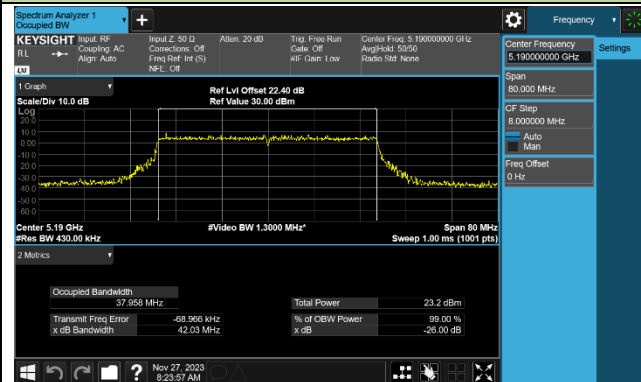 Spectrum Analyzer 1
Occupied BW
Frequency
KEYSIGHT
RL
LXI
Input: RF
Coupling: AC
Align: Auto
Input Z: 50 Ω
Corrections: Off
Freq Ref: Int (S)
NFE: Off
Atten: 20 dB
Trig: Free Run
Gate: Off
#IF Gain: Low
Center Freq: 5.190000000 GHz
Avg|Hold: 50/50
Radio Std: None
Center Frequency
5.190000000 GHz
Settings
Span
80.000 MHz
CF Step
8.000000 MHz
Auto
Man
Freq Offset
0 Hz
1 Graph
Scale/Div 10.0 dB
Ref Lvl Offset 22.40 dB
Ref Value 30.00 dBm
Log
20.0
10.0
0.00
-10.0
-20.0
-30.0
-40.0
-50.0
-60.0
Center 5.19 GHz
#Res BW 430.00 kHz
#Video BW 1.3000 MHz*
Span 80 MHz
Sweep 1.00 ms (1001 pts)
2 Metrics
Occupied Bandwidth
37.958 MHz
Transmit Freq Error -68.966 kHz
x dB Bandwidth 42.03 MHz
Total Power 23.2 dBm
% of OBW Power 99.00 %
x dB -26.00 dB
?
Nov 27, 2023
8:23:57 AM